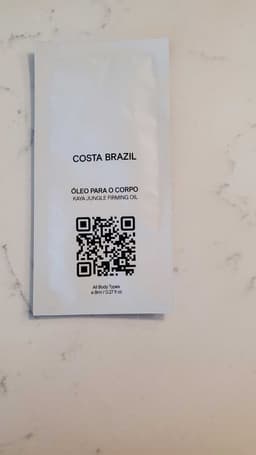 COSTA BRAZIL
ÓLEO PARA O CORPO
KAYA JUNGLE FIRMING OIL
All Body Types
e 8ml / 0.27 fl oz